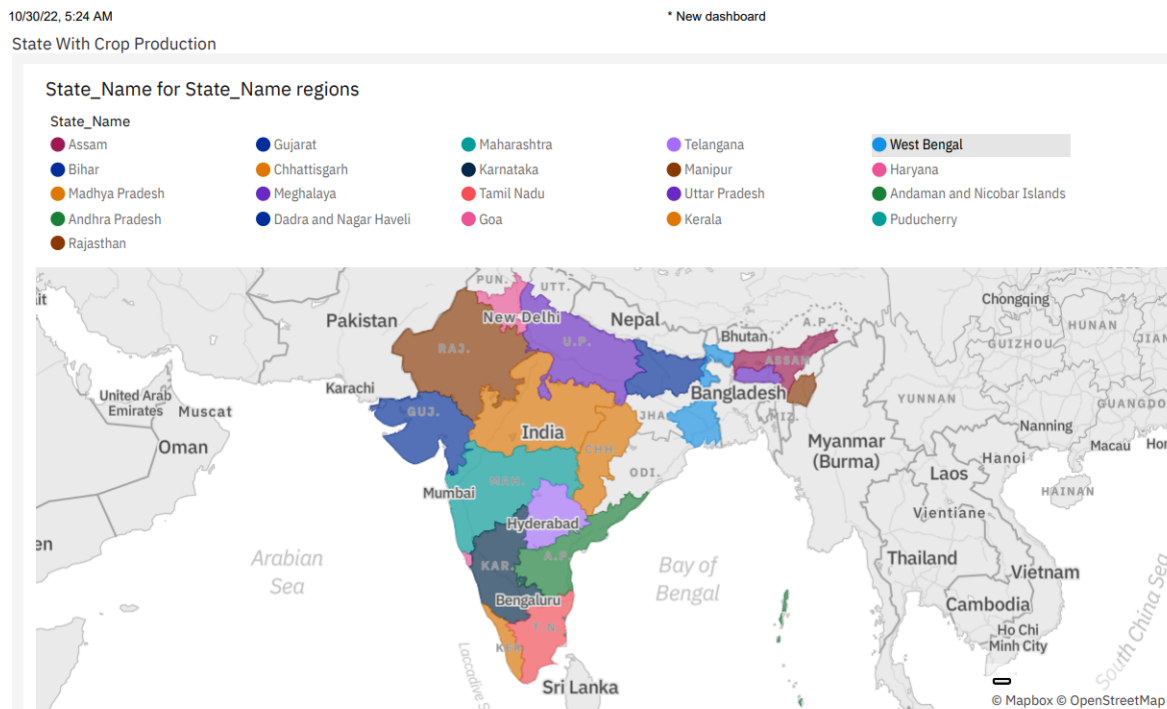 10/30/22, 5:24 AM * New dashboard
State With Crop Production
State_Name for State_Name regions
State_Name
Assam Gujarat Maharashtra Telangana West Bengal
Bihar Chhattisgarh Karnataka Manipur Haryana
Madhya Pradesh Meghalaya Tamil Nadu Uttar Pradesh Andaman and Nicobar Islands
Andhra Pradesh Dadra and Nagar Haveli Goa Kerala Puducherry
Rajasthan
PUN. UTT.
it Chongqing
Pakistan New Delhi Nepal A.P. HUNAN
Bhutan GUIZHOU JIAN
RAJ. U.P. ASSAM
Karachi Bangladesh
United Arab
Emirates Muscat YUNNAN GUANGDO
GUJ. JHA. MIZ.
Oman India Myanmar
(Burma) Nanning
Macau Hon
CHH. Hanoi
ODI. Laos
Mumbai MAH. HAINAN
Hyderabad Vientiane
en
Arabian
Sea
KAR. A.P. Bay of
Bengal
Thailand Vietnam
Bengaluru Cambodia
T.N. Ho Chi
Minh City
KER.
Laccadive S
South China Sea
Sri Lanka
© Mapbox © OpenStreetMap